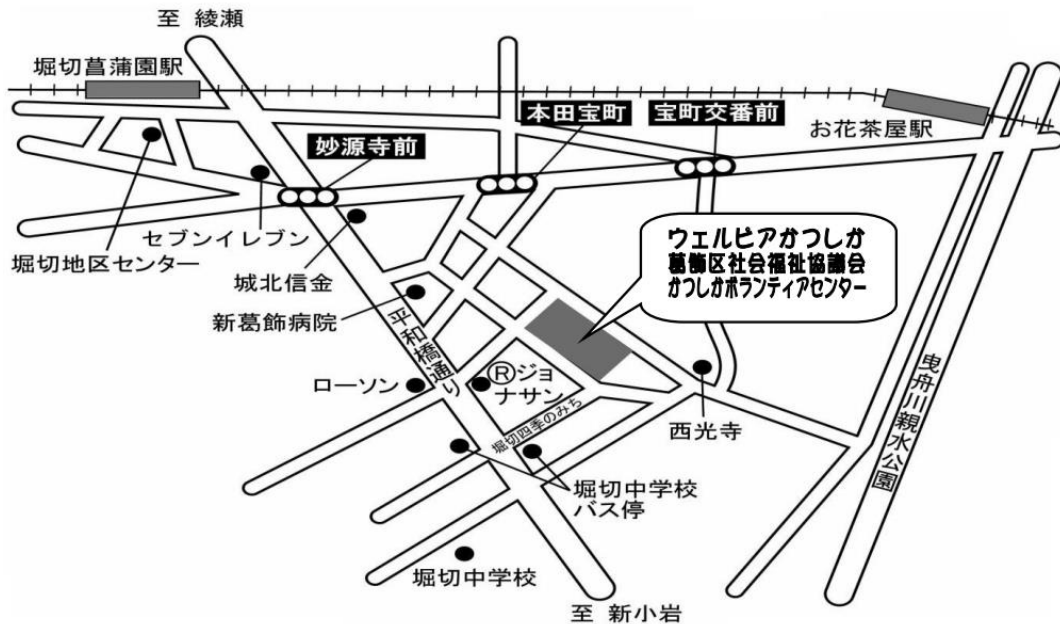 至 綾瀬
堀切菖蒲園駅
本田宝町
宝町交番前
お花茶屋駅
妙源寺前
セブンイレブン
堀切地区センター
城北信金
新葛飾病院
ウェルピアかつしか
葛飾区社会福祉協議会
かつしかボランティアセンター
平和橋通り
ローソン
Ⓡジョ
ナサン
堀切四季のみち
西光寺
曳舟川親水公園
堀切中学校
バス停
堀切中学校
至 新小岩